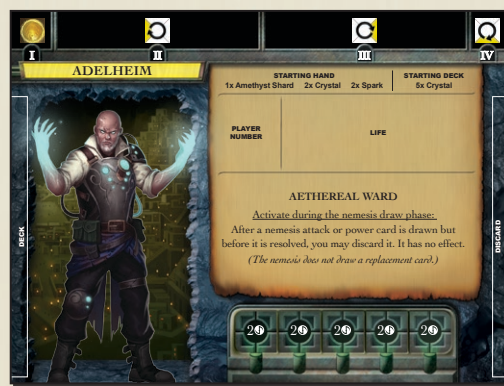 I II III IV
ADELHEIM
STARTING HAND
1x Amethyst Shard 2x Crystal 2x Spark
STARTING DECK
5x Crystal
PLAYER
NUMBER
LIFE
AETHEREAL WARD
Activate during the nemesis draw phase:
After a nemesis attack or power card is drawn but
before it is resolved, you may discard it. It has no effect.
(The nemesis does not draw a replacement card.)
DECK
DISCARD
2 2 2 2 2